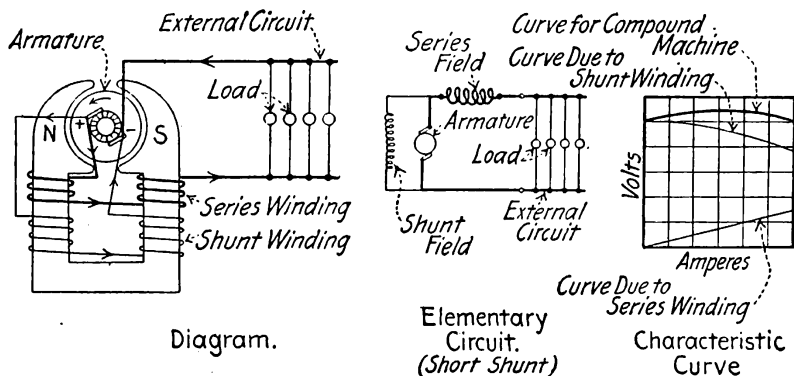 External Circuit
Armature
Load
N
S
+
-
Series Winding
Shunt Winding
Diagram.
Series
Field
Armature
Load
Shunt
Field
External
Circuit
Elementary
Circuit.
(Short Shunt)
Curve for Compound
Machine
Curve Due to
Shunt Winding
Volts
Amperes
Curve Due to
Series Winding
Characteristic
Curve